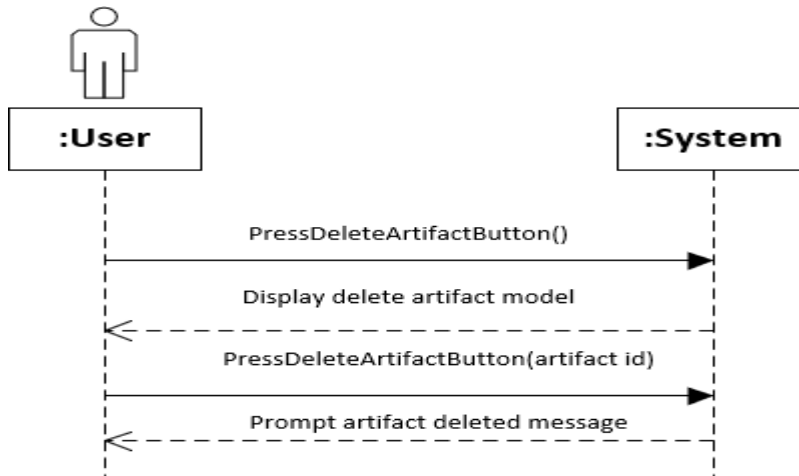 :User
:System
PressDeleteArtifactButton()
Display delete artifact model
PressDeleteArtifactButton(artifact id)
Prompt artifact deleted message